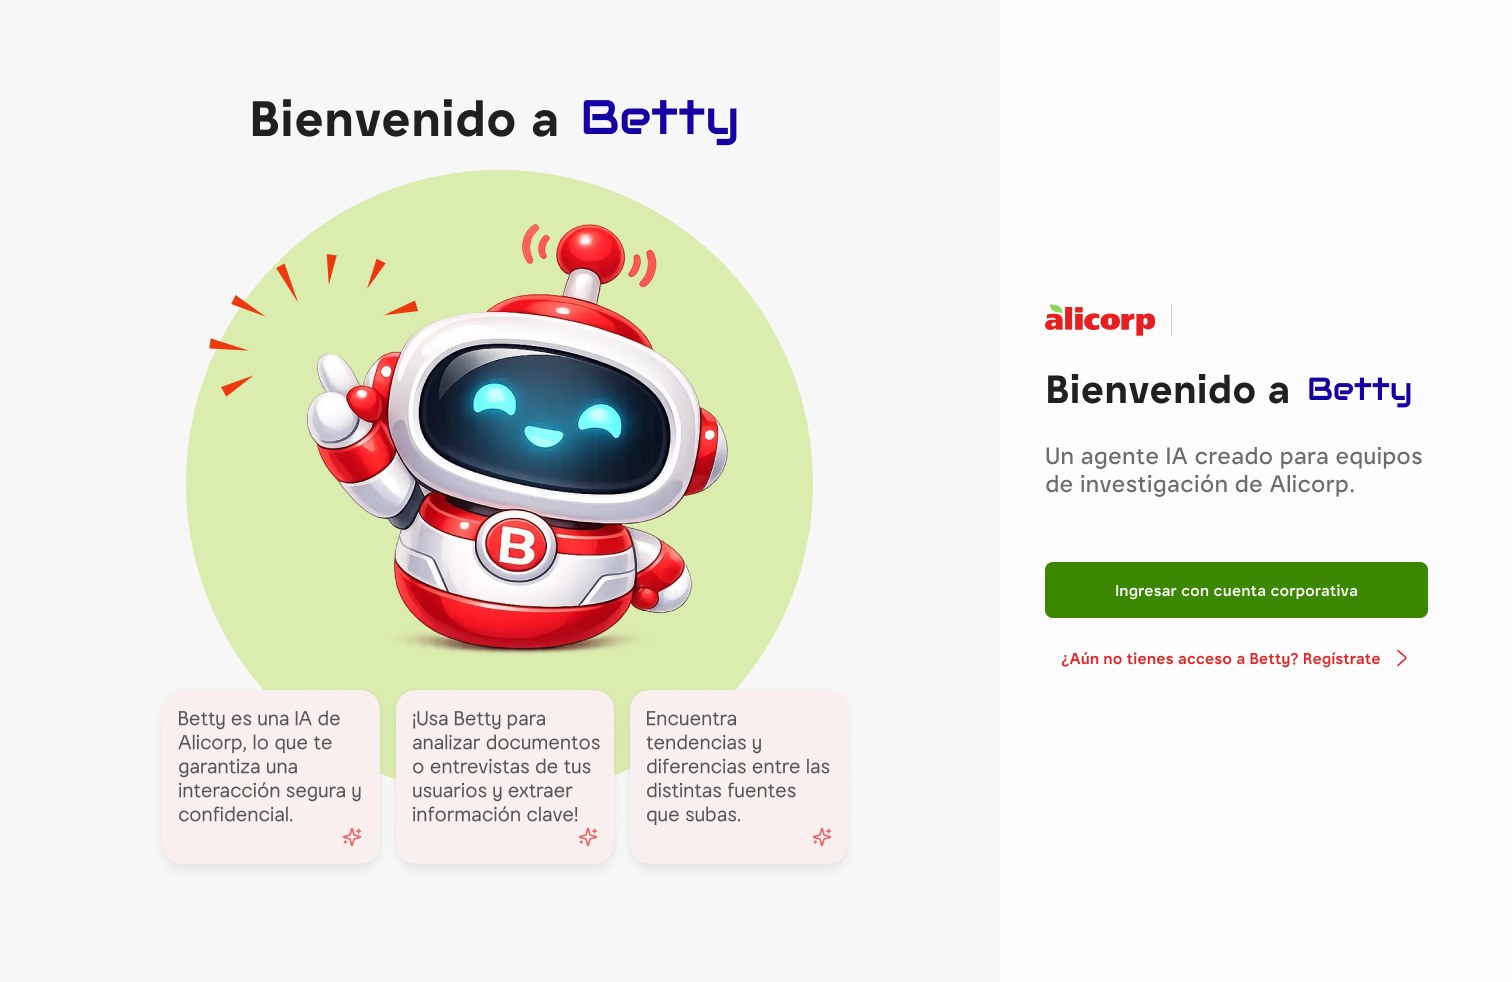 Bienvenido a Betty
B
Betty es una IA de
Alicorp, lo que te
garantiza una
interacción segura y
confidencial.
¡Usa Betty para
analizar documentos
o entrevistas de tus
usuarios y extraer
información clave!
Encuentra
tendencias y
diferencias entre las
distintas fuentes
que subas.
alicorp
Bienvenido a Betty
Un agente IA creado para equipos
de investigación de Alicorp.
Ingresar con cuenta corporativa
¿Aún no tienes acceso a Betty? Regístrate